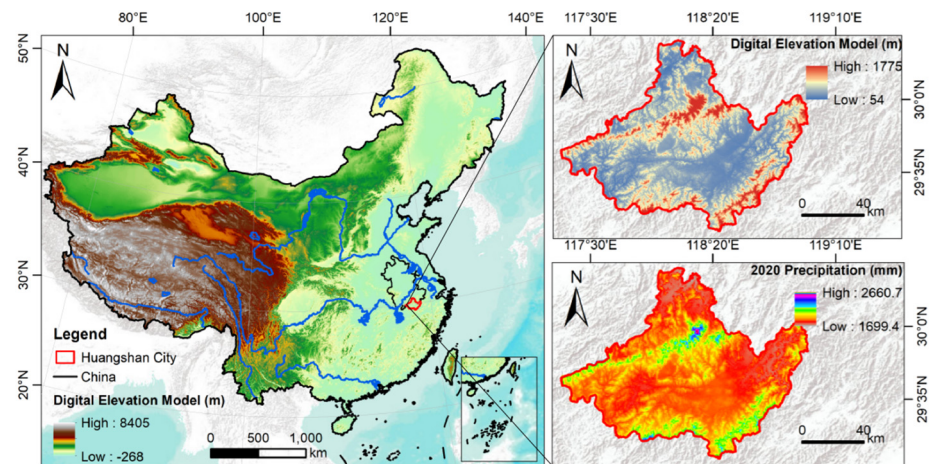 80°E
100°E
120°E
140°E
50°N
40°N
30°N
20°N
N
Legend
Huangshan City
China
Digital Elevation Model (m)
High : 8405
Low : -268
0
500
1,000
km
117°30'E
118°20'E
119°10'E
N
Digital Elevation Model (m)
High : 1775
Low : 54
30°0'N
29°35'N
0
40
km
117°30'E
118°20'E
119°10'E
N
2020 Precipitation (mm)
High : 2660.7
Low : 1699.4
30°0'N
29°35'N
0
40
km